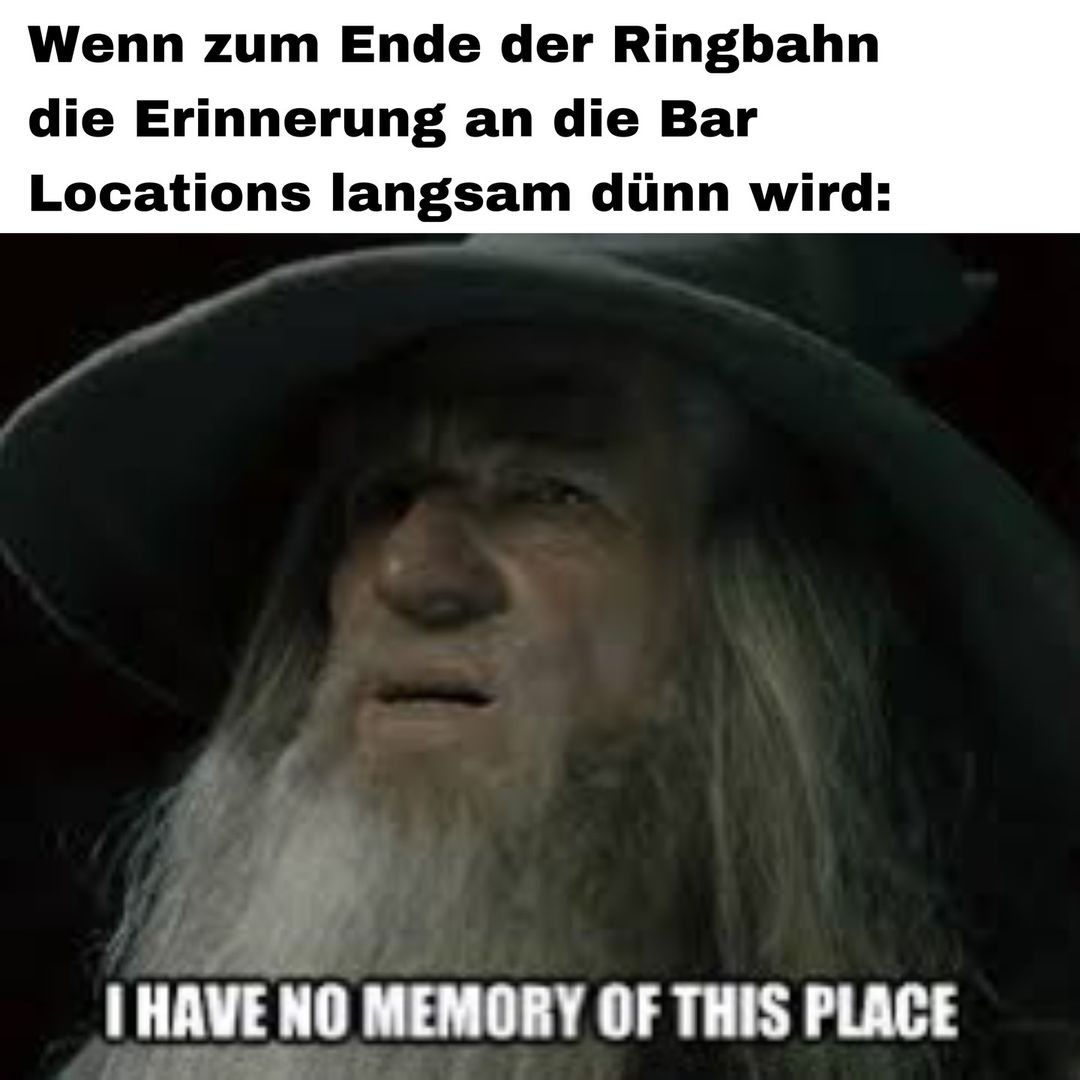 Wenn zum Ende der Ringbahn
die Erinnerung an die Bar
Locations langsam dünn wird:
I HAVE NO MEMORY OF THIS PLACE